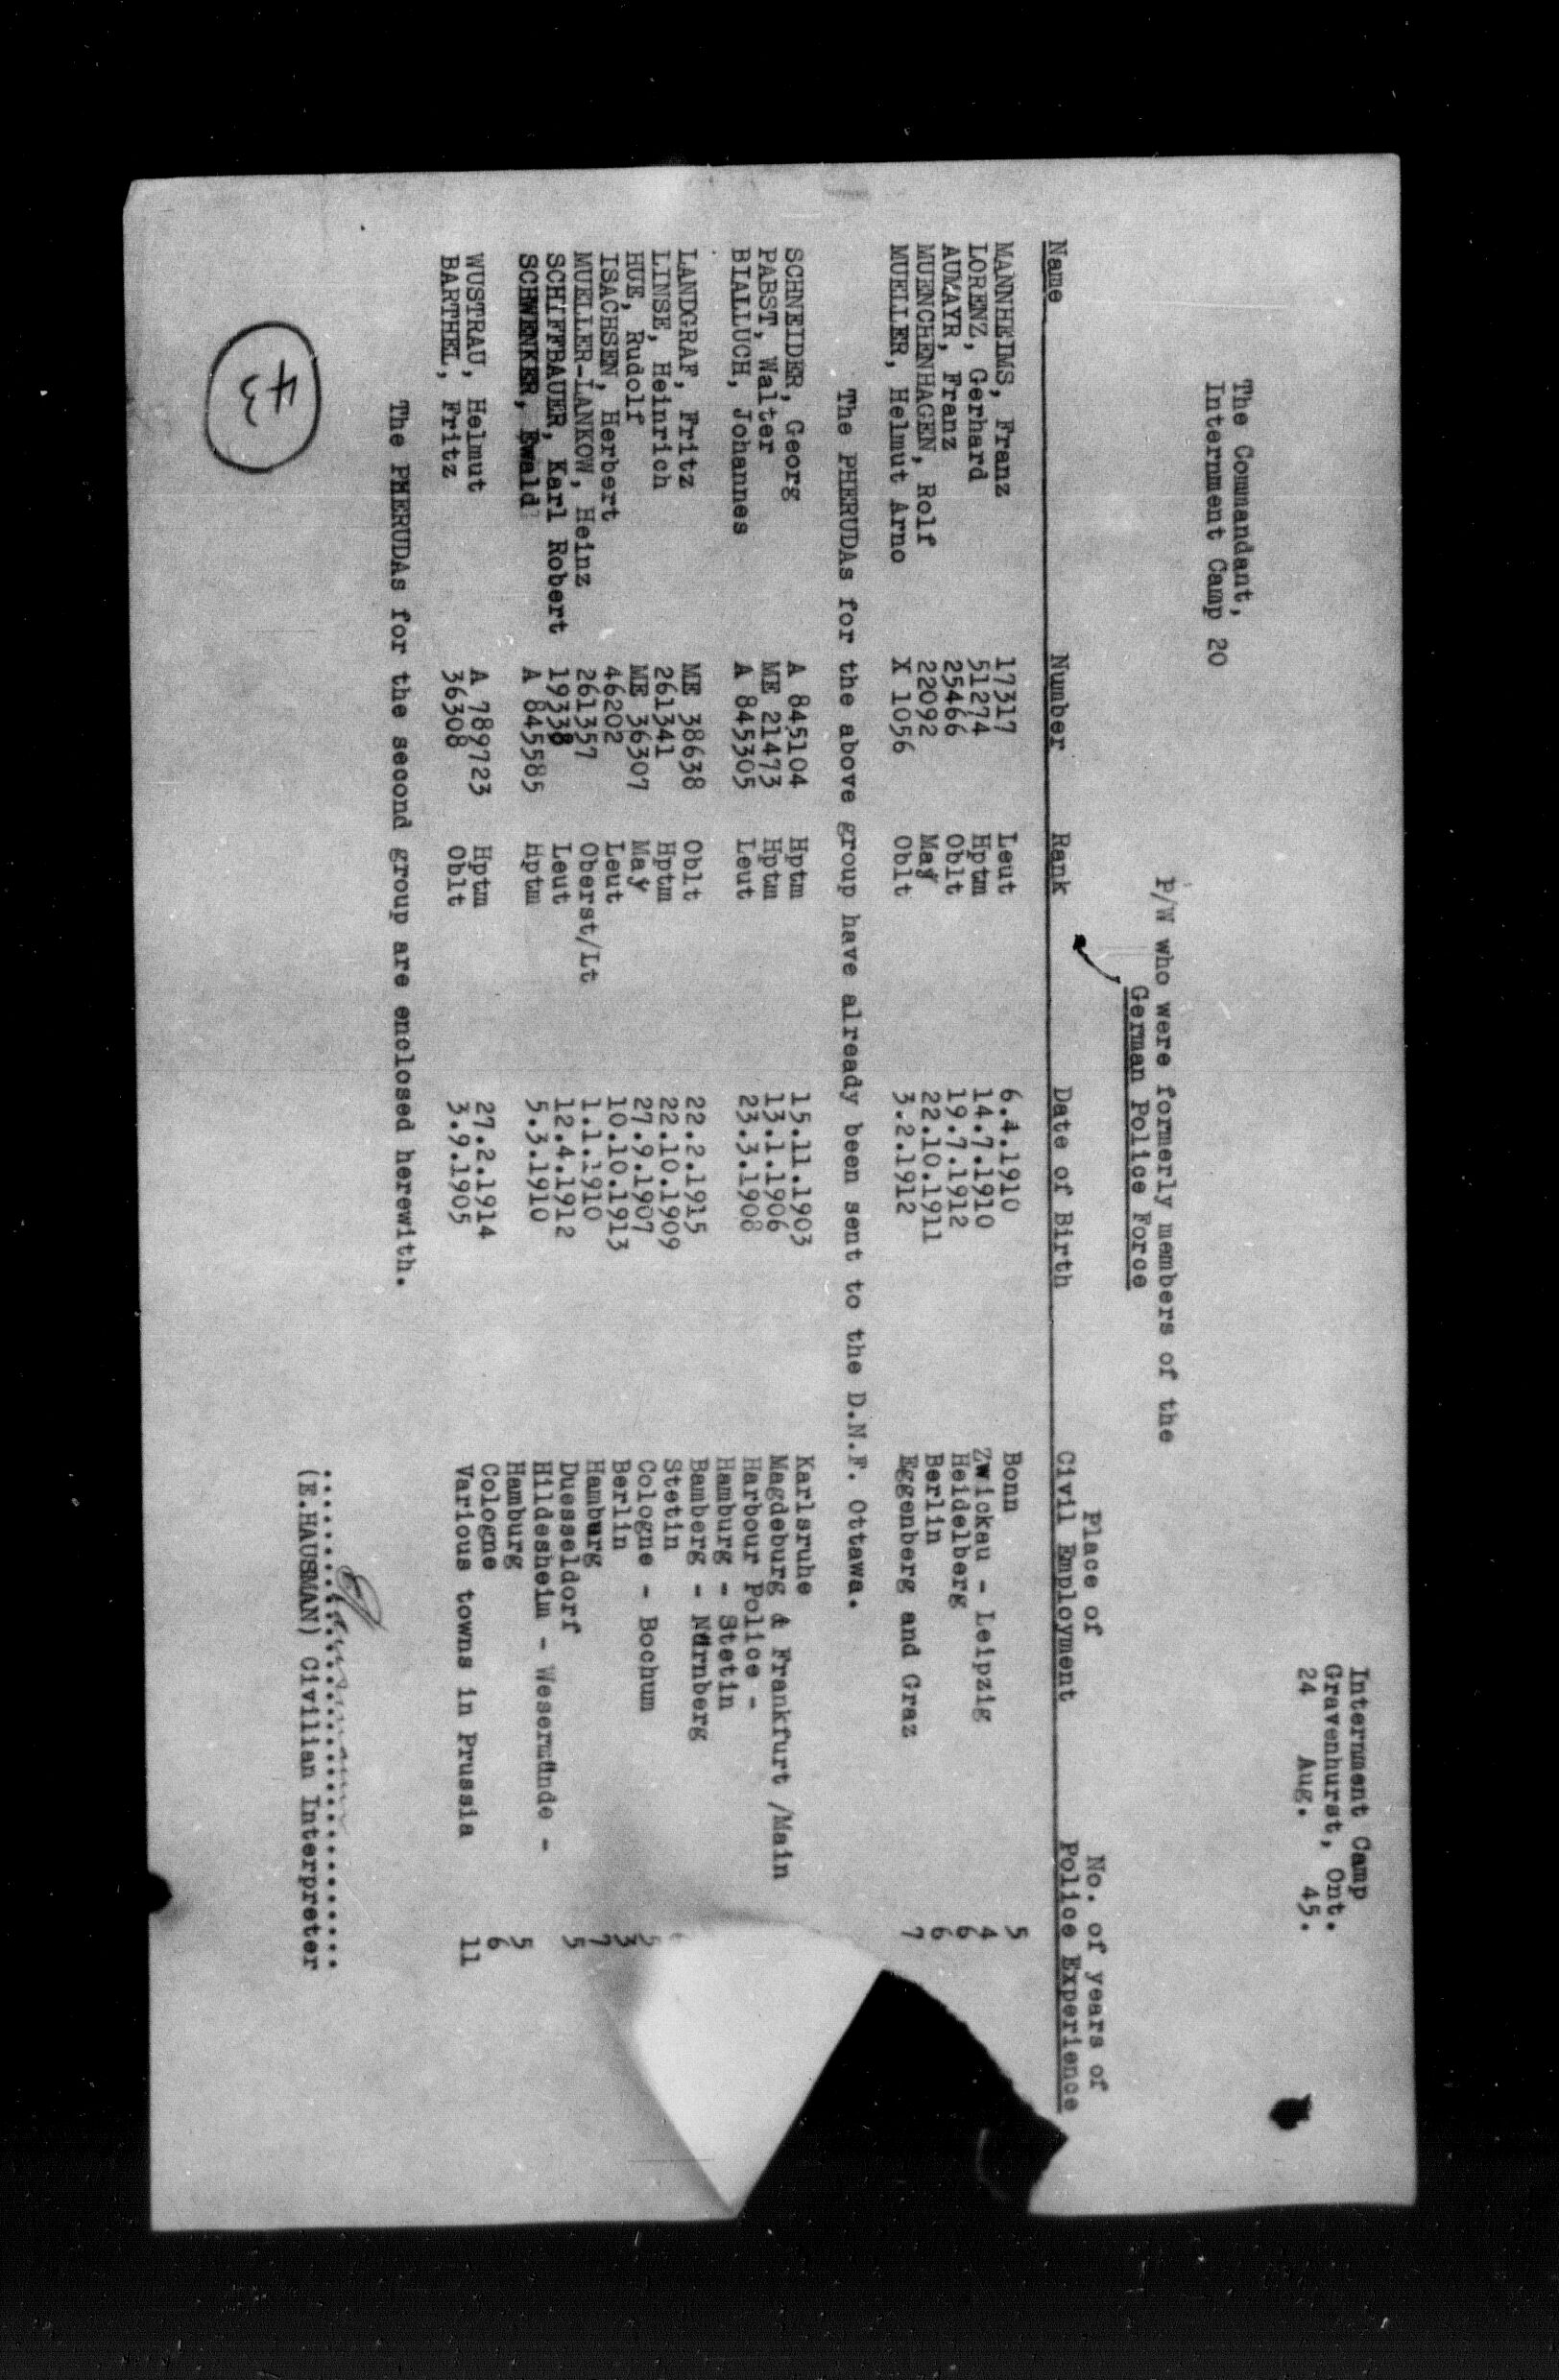 Internment Camp
Gravenhurst, Ont.
24 Aug. 45.
The Commandant,
Internment Camp 20
P/W who were formerly members of the
German Police Force
Place of No. of years of
Name Number Rank Date of Birth Civil Employment Police Experience
MANNHEIMS, Franz 17317 Leut 6.4.1910 Bonn 5
LORENZ, Gerhard 51274 Hptm 14.7.1910 Zwickau - Leipzig 4
AUMAYR, Franz 25466 Oblt 19.7.1912 Heidelberg 6
MUENCHENHAGEN, Rolf 22092 Maj 22.10.1911 Berlin 6
MUELLER, Helmut Arno X 1056 Oblt 3.2.1912 Eggenberg and Graz 7
The PHERUDAs for the above group have already been sent to the D.N.F. Ottawa.
SCHNEIDER, Georg A 845104 Hptm 15.11.1903 Karlsruhe
PABST, Walter ME 21473 Hptm 13.1.1906 Magdeburg & Frankfurt /Main
BIALLUCH, Johannes A 845305 Leut 23.3.1908 Harbour Police -
Hamburg - Stetin
LANDGRAF, Fritz ME 38638 Oblt 22.2.1915 Bamberg - Nürnberg
LINSE, Heinrich 261341 Hptm 22.10.1909 Stetin
HUE, Rudolf ME 36307 Maj 27.9.1907 Cologne - Bochum 5
ISACHSEN, Herbert 46202 Leut 10.10.1913 Berlin 3
MUELLER-LANKOW, Heinz 261357 Oberst/Lt 1.1.1910 Hamburg 7
SCHIFFBAUER, Karl Robert 19338 Leut 12.4.1912 Duesseldorf 5
SCHWENKER, Ewald A 845585 Hptm 5.3.1910 Hildesheim - Wesermünde -
Hamburg 5
WUSTRAU, Helmut A 789723 Hptm 27.2.1914 Cologne 6
BARTHEL, Fritz 36308 Oblt 3.9.1905 Various towns in Prussia 11
The PHERUDAs for the second group are enclosed herewith.
(E.HAUSMAN) Civilian Interpreter